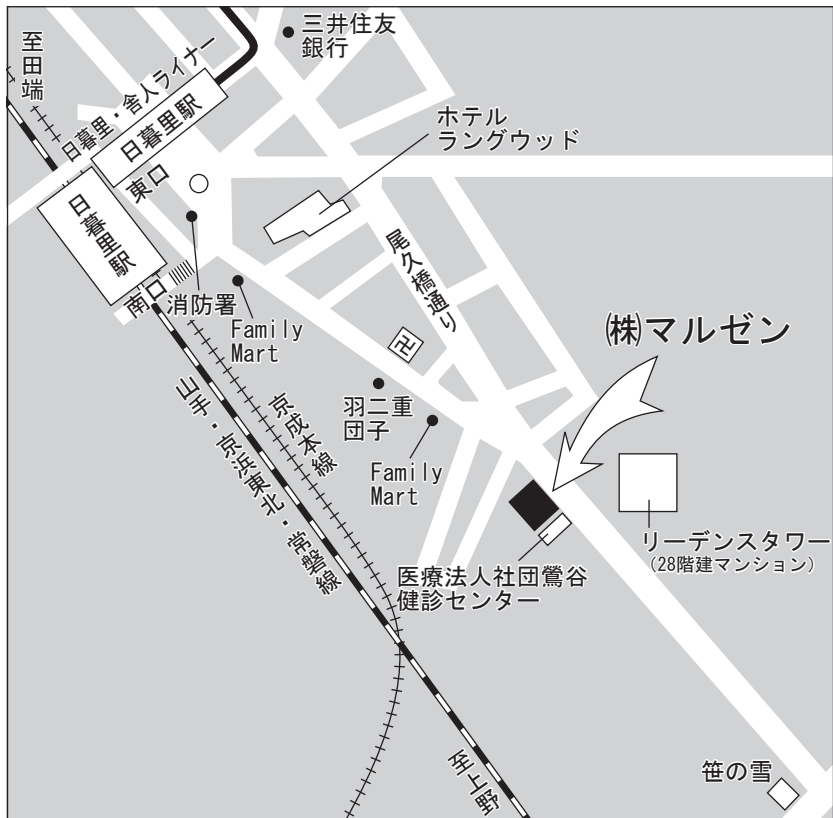 三井住友
銀行
至田端
日暮里・舎人ライナー
日暮里駅
東口
ホテル
ラングウッド
日暮里駅
南口
消防署
Family
Mart
尾久橋通り
㈱マルゼン
卍
羽二重
団子
Family
Mart
京成本線
山手・京浜東北・常磐線
リーデンスタワー
(28階建マンション)
医療法人社団鶯谷
健診センター
至上野
笹の雪